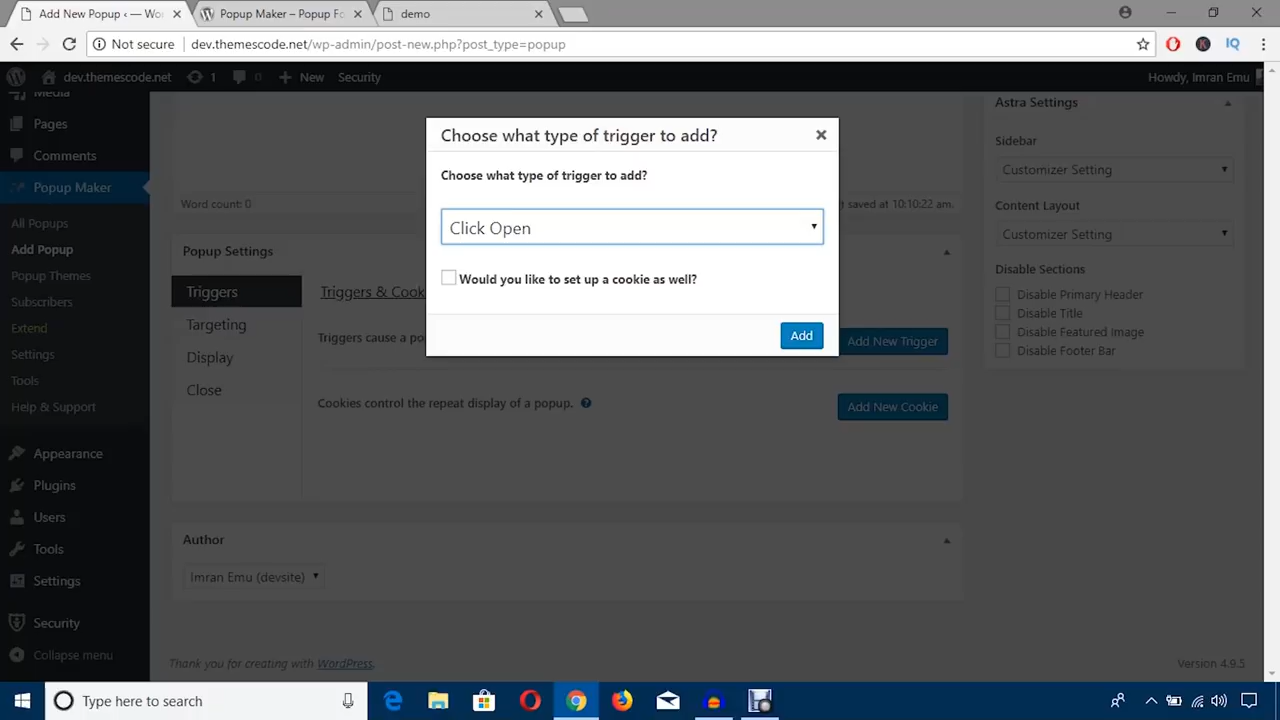 Add New Popup ‹ — Wo
Popup Maker – Popup Fo
demo
Not secure
dev.themescode.net/wp-admin/post-new.php?post_type=popup
IQ
dev.themescode.net
1
0
New
Security
Howdy, Imran Emu
Media
Pages
Comments
Popup Maker
All Popups
Add Popup
Popup Themes
Subscribers
Extend
Settings
Tools
Help & Support
Appearance
Plugins
Users
Tools
Settings
Security
Collapse menu
Choose what type of trigger to add?
Choose what type of trigger to add?
Click Open
Would you like to set up a cookie as well?
Add
Word count: 0
saved at 10:10:22 am.
Popup Settings
Triggers
Targeting
Display
Close
Triggers & Cook
Triggers cause a po
Add New Trigger
Cookies control the repeat display of a popup.
Add New Cookie
Author
Imran Emu (devsite)
Thank you for creating with WordPress.
Version 4.9.5
Astra Settings
Sidebar
Customizer Setting
Content Layout
Customizer Setting
Disable Sections
Disable Primary Header
Disable Title
Disable Featured Image
Disable Footer Bar
Type here to search